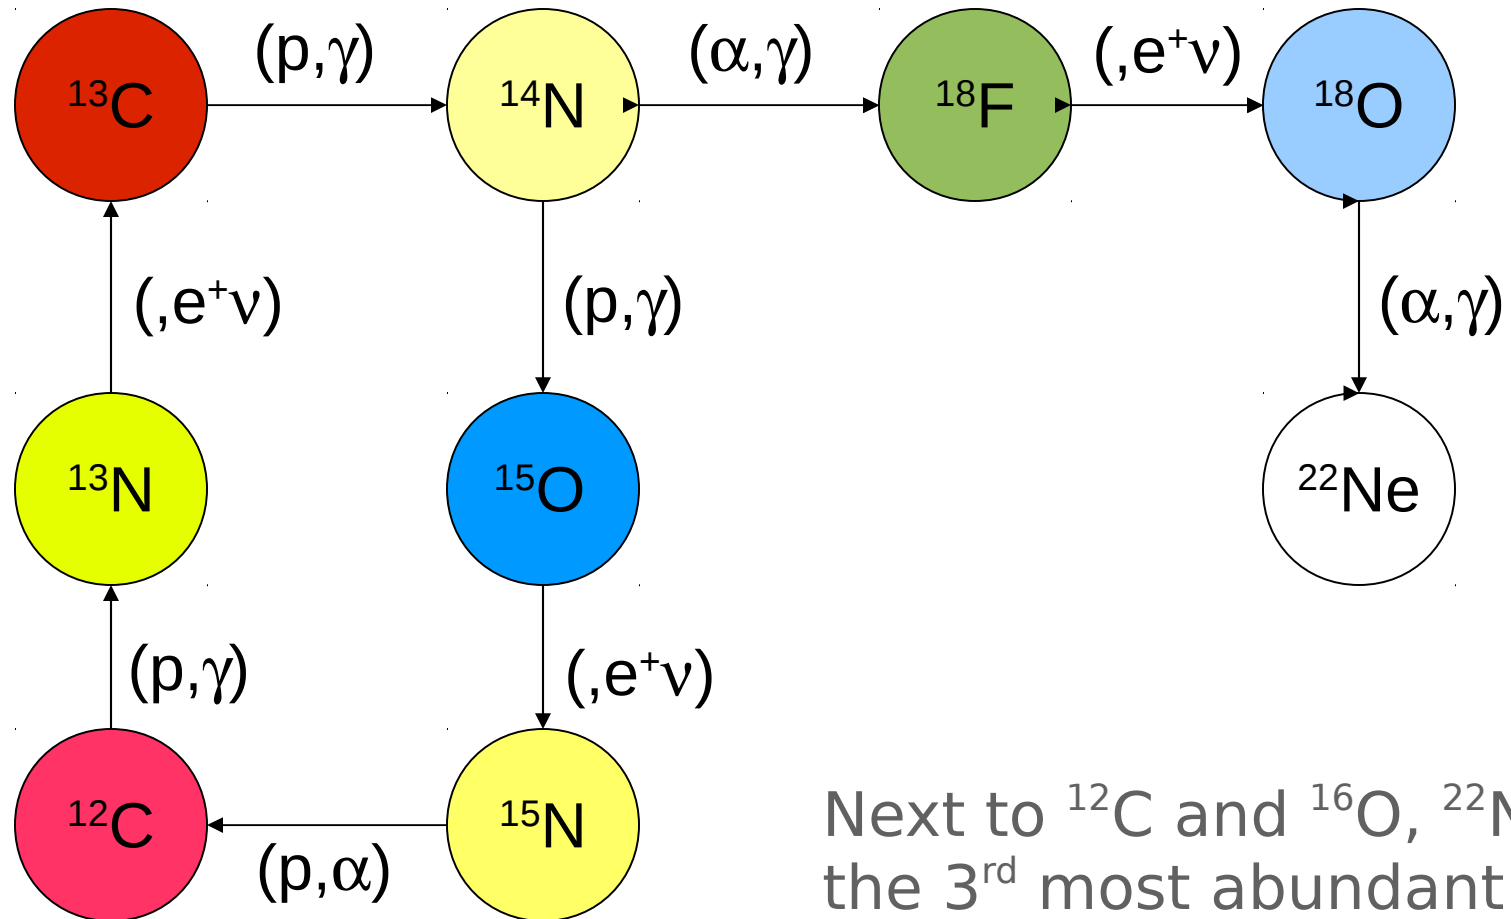 ¹³C (p,γ) ¹⁴N (α,γ) ¹⁸F (,e⁺ν) ¹⁸O
(,e⁺ν) (p,γ) (α,γ)
¹³N ¹⁵O ²²Ne
(p,γ) (,e⁺ν)
¹²C (p,α) ¹⁵N
Next to ¹²C and ¹⁶O,
the 3ʳᵈ most abundant